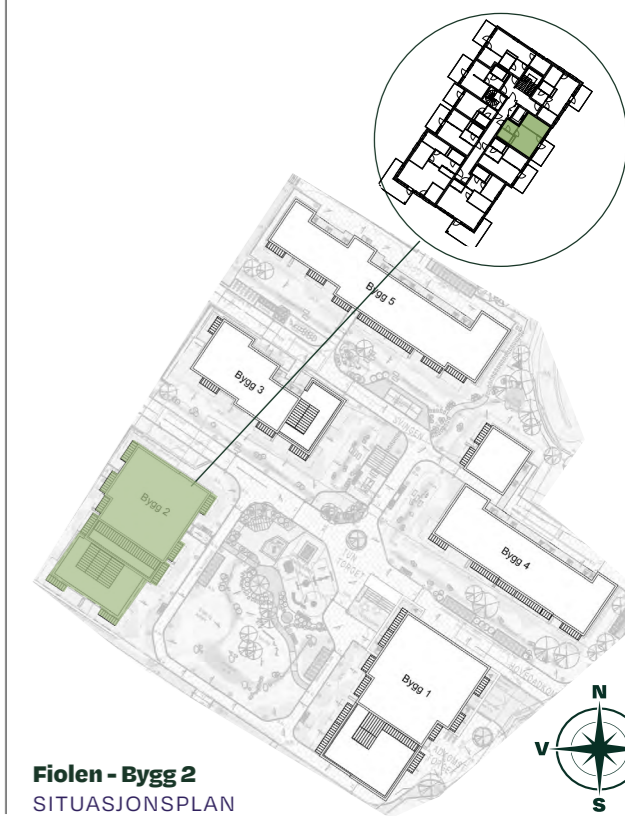 Bygg 5
Bygg 3
Bygg 2
Bygg 4
Bygg 1
N
V
S
Fiolen - Bygg 2
SITUASJONSPLAN